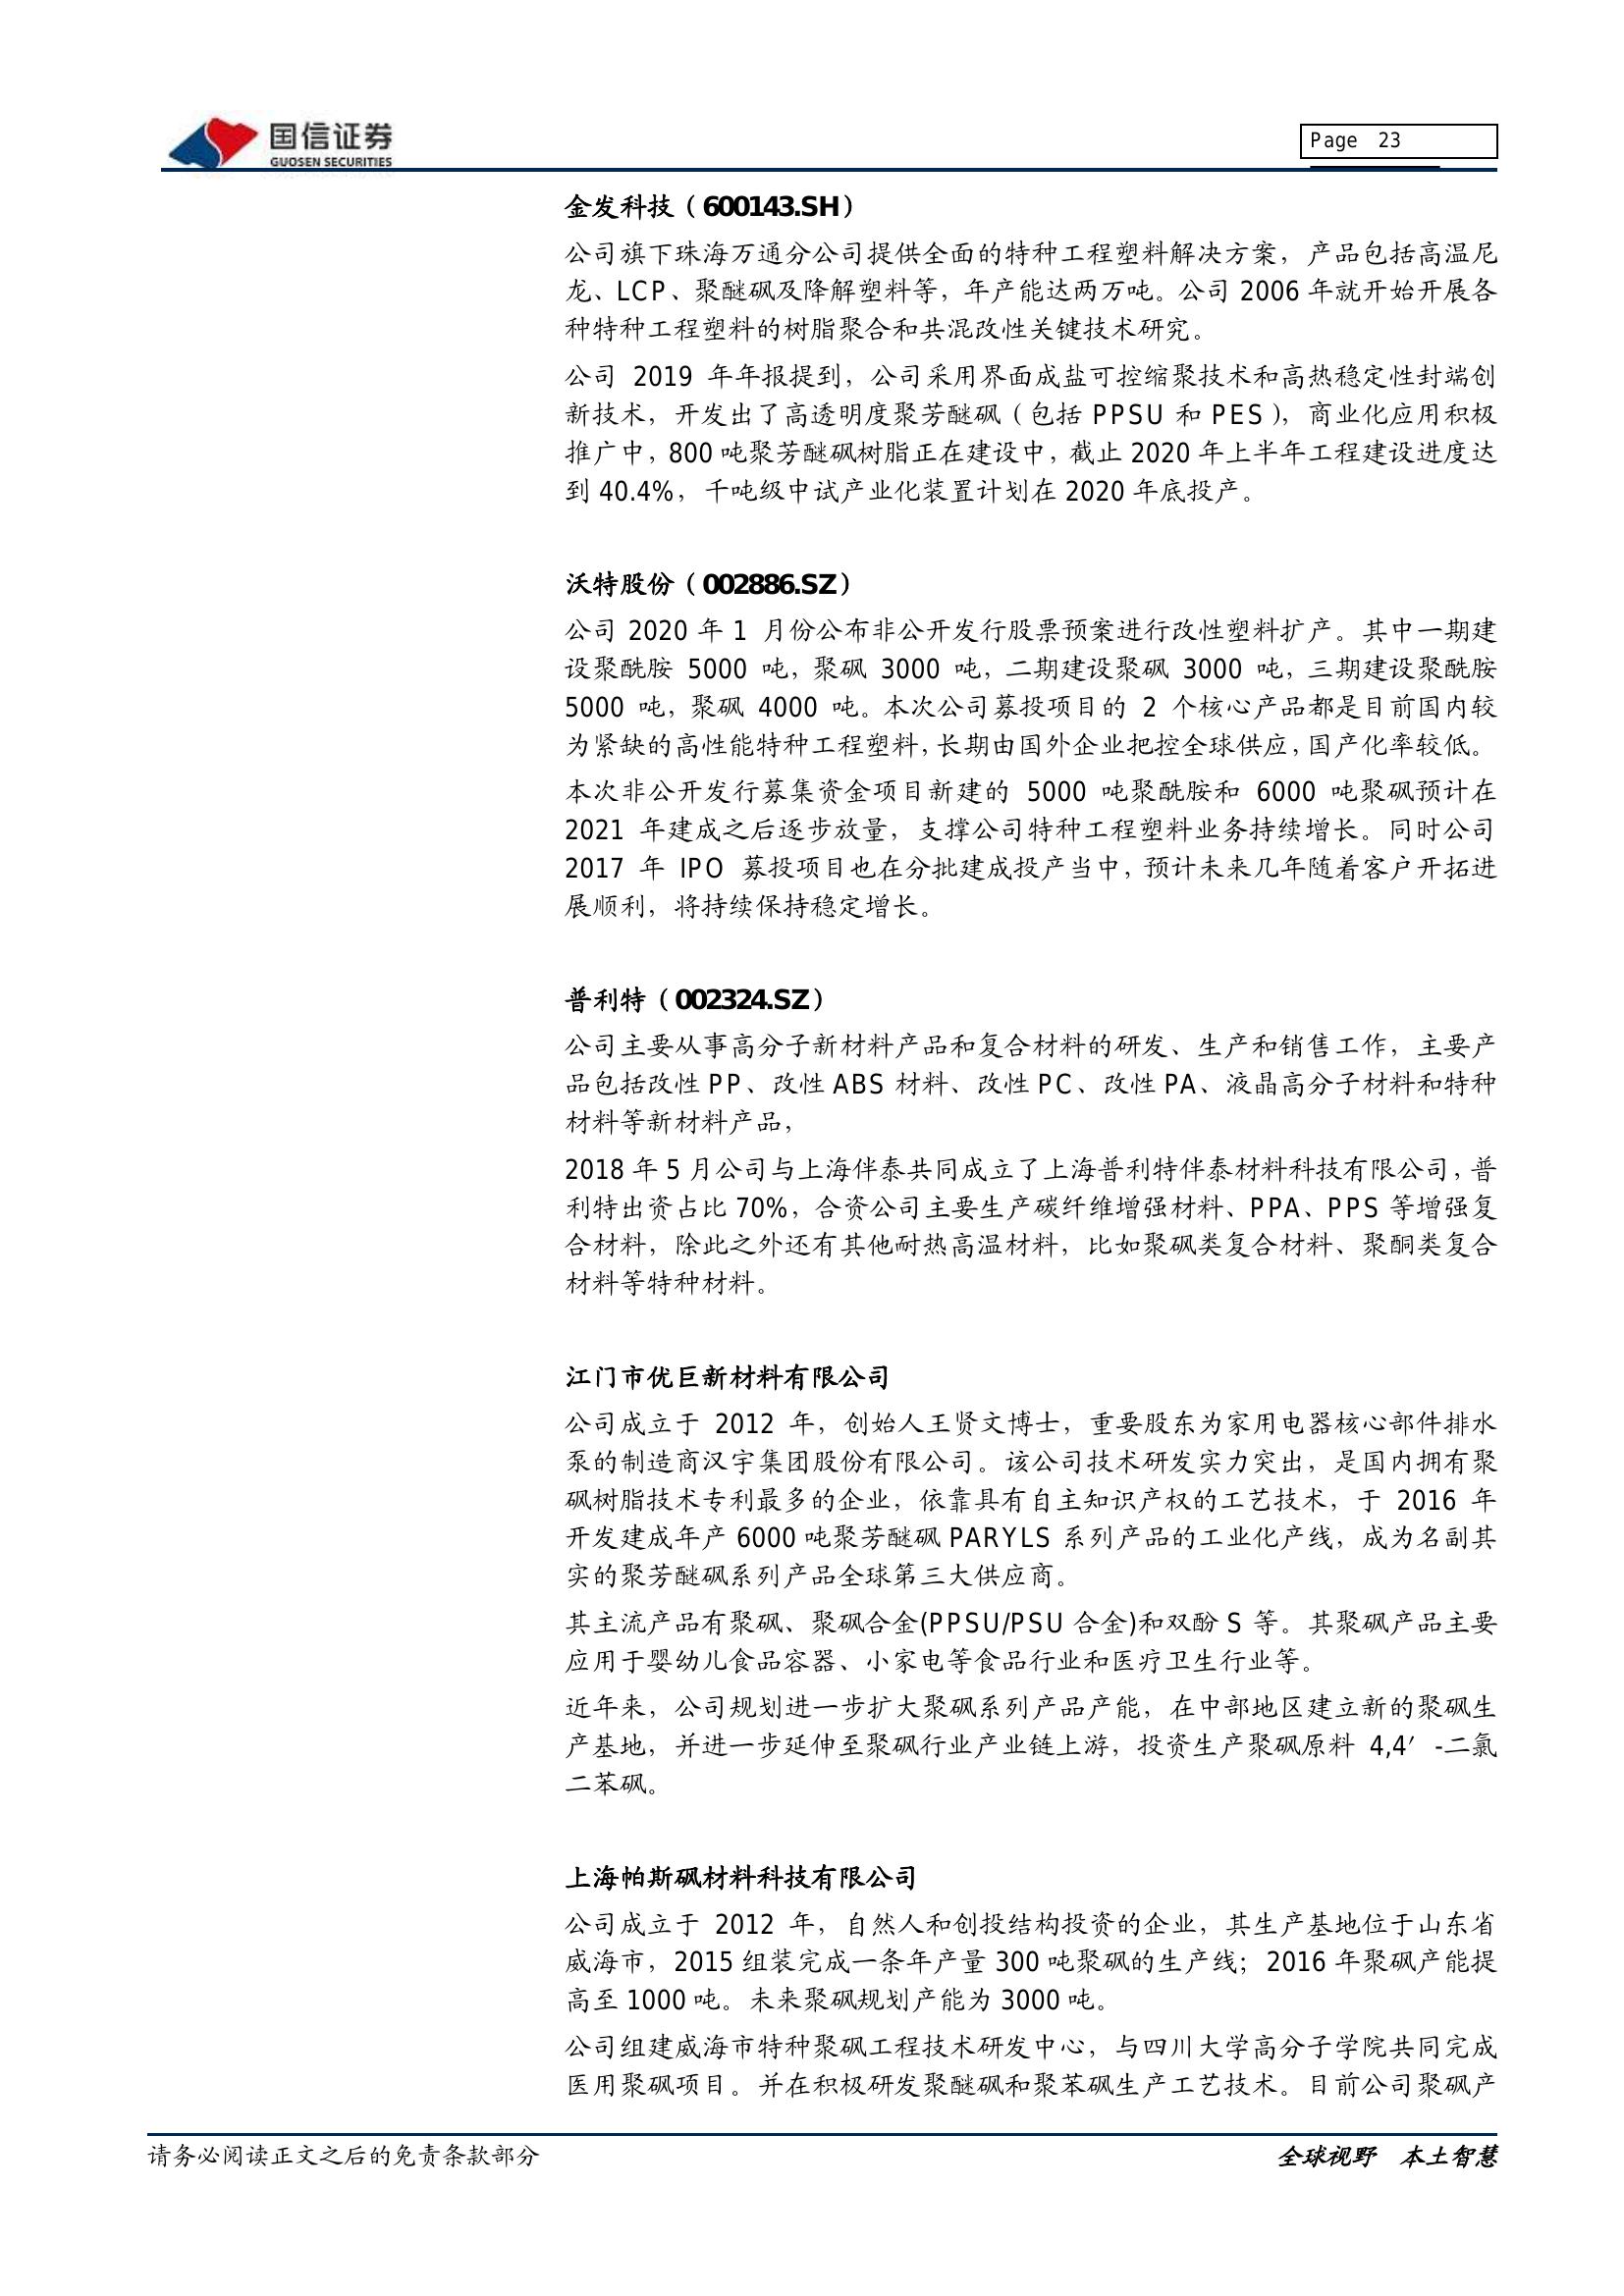 国信证券
GUOSEN SECURITIES
Page 23
金发科技（600143.SH）
公司旗下珠海万通分公司提供全面的特种工程塑料解决方案，产品包括高温尼
龙、LCP、聚醚砜及降解塑料等，年产能达两万吨。公司 2006 年就开始开展各
种特种工程塑料的树脂聚合和共混改性关键技术研究。
公司 2019 年年报提到，公司采用界面成盐可控缩聚技术和高热稳定性封端创
新技术，开发出了高透明度聚芳醚砜（包括 PPSU 和 PES），商业化应用积极
推广中，800 吨聚芳醚砜树脂正在建设中，截止 2020 年上半年工程建设进度达
到 40.4%，千吨级中试产业化装置计划在 2020 年底投产。
沃特股份（002886.SZ）
公司 2020 年 1 月份公布非公开发行股票预案进行改性塑料扩产。其中一期建
设聚酰胺 5000 吨，聚砜 3000 吨，二期建设聚砜 3000 吨，三期建设聚酰胺
5000 吨，聚砜 4000 吨。本次公司募投项目的 2 个核心产品都是目前国内较
为紧缺的高性能特种工程塑料，长期由国外企业把控全球供应，国产化率较低。
本次非公开发行募集资金项目新建的 5000 吨聚酰胺和 6000 吨聚砜预计在
2021 年建成之后逐步放量，支撑公司特种工程塑料业务持续增长。同时公司
2017 年 IPO 募投项目也在分批建成投产当中，预计未来几年随着客户开拓进
展顺利，将持续保持稳定增长。
普利特（002324.SZ）
公司主要从事高分子新材料产品和复合材料的研发、生产和销售工作，主要产
品包括改性 PP、改性 ABS 材料、改性 PC、改性 PA、液晶高分子材料和特种
材料等新材料产品，
2018 年 5 月公司与上海伴泰共同成立了上海普利特伴泰材料科技有限公司，普
利特出资占比 70%，合资公司主要生产碳纤维增强材料、PPA、PPS 等增强复
合材料，除此之外还有其他耐热高温材料，比如聚砜类复合材料、聚酮类复合
材料等特种材料。
江门市优巨新材料有限公司
公司成立于 2012 年，创始人王贤文博士，重要股东为家用电器核心部件排水
泵的制造商汉宇集团股份有限公司。该公司技术研发实力突出，是国内拥有聚
砜树脂技术专利最多的企业，依靠具有自主知识产权的工艺技术，于 2016 年
开发建成年产 6000 吨聚芳醚砜 PARYLS 系列产品的工业化产线，成为名副其
实的聚芳醚砜系列产品全球第三大供应商。
其主流产品有聚砜、聚砜合金(PPSU/PSU 合金)和双酚 S 等。其聚砜产品主要
应用于婴幼儿食品容器、小家电等食品行业和医疗卫生行业等。
近年来，公司规划进一步扩大聚砜系列产品产能，在中部地区建立新的聚砜生
产基地，并进一步延伸至聚砜行业产业链上游，投资生产聚砜原料 4,4′-二氯
二苯砜。
上海帕斯砜材料科技有限公司
公司成立于 2012 年，自然人和创投结构投资的企业，其生产基地位于山东省
威海市，2015 组装完成一条年产量 300 吨聚砜的生产线；2016 年聚砜产能提
高至 1000 吨。未来聚砜规划产能为 3000 吨。
公司组建威海市特种聚砜工程技术研发中心，与四川大学高分子学院共同完成
医用聚砜项目。并在积极研发聚醚砜和聚苯砜生产工艺技术。目前公司聚砜产
请务必阅读正文之后的免责条款部分
全球视野 本土智慧